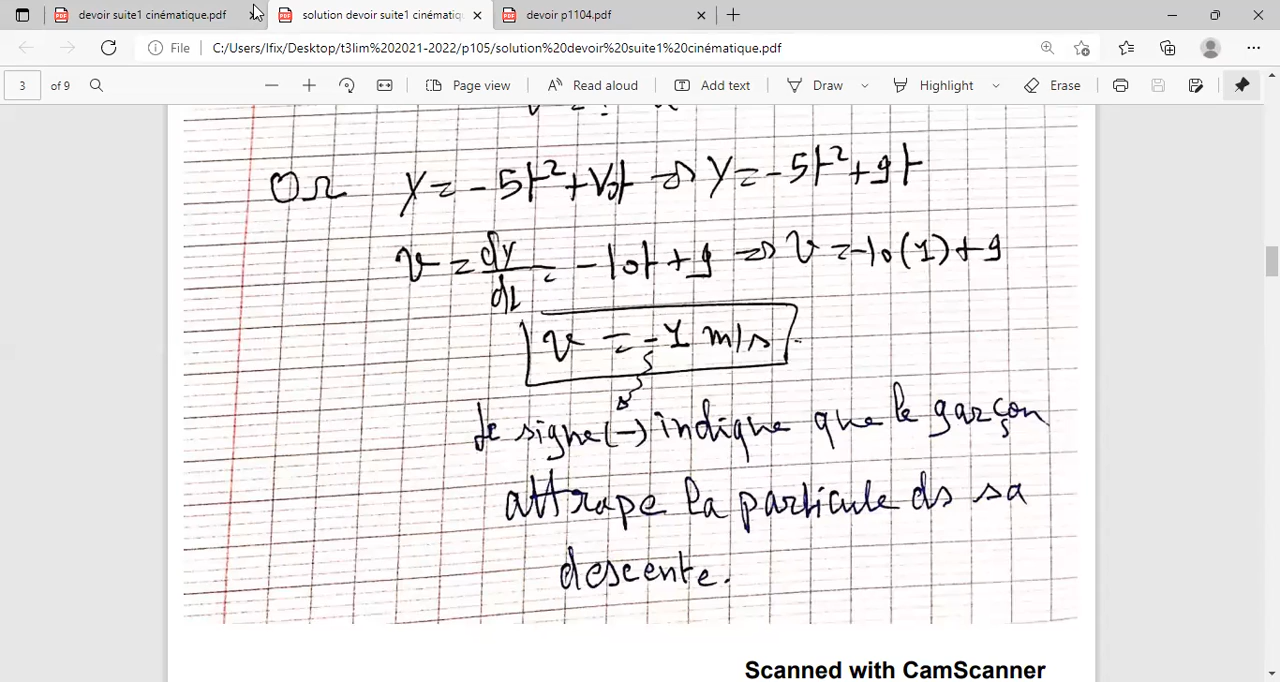 devoir suite1 cinématique.pdf
solution devoir suite1 cinématiq
devoir p1104.pdf
File
C:/Users/Ifix/Desktop/t3lim%202021-2022/p105/solution%20devoir%20suite1%20cinématique.pdf
3 of 9
Page view
Read aloud
Add text
Draw
Highlight
Erase
OR y = -5t² + V₀t => y = -5t² + 9t
v = dy/dt = -10t + 9 => v = -10(1) + 9
v = -1 m/s
le signe (-) indique que le garçon
attrape la particule ds sa
descente.
Scanned with CamScanner